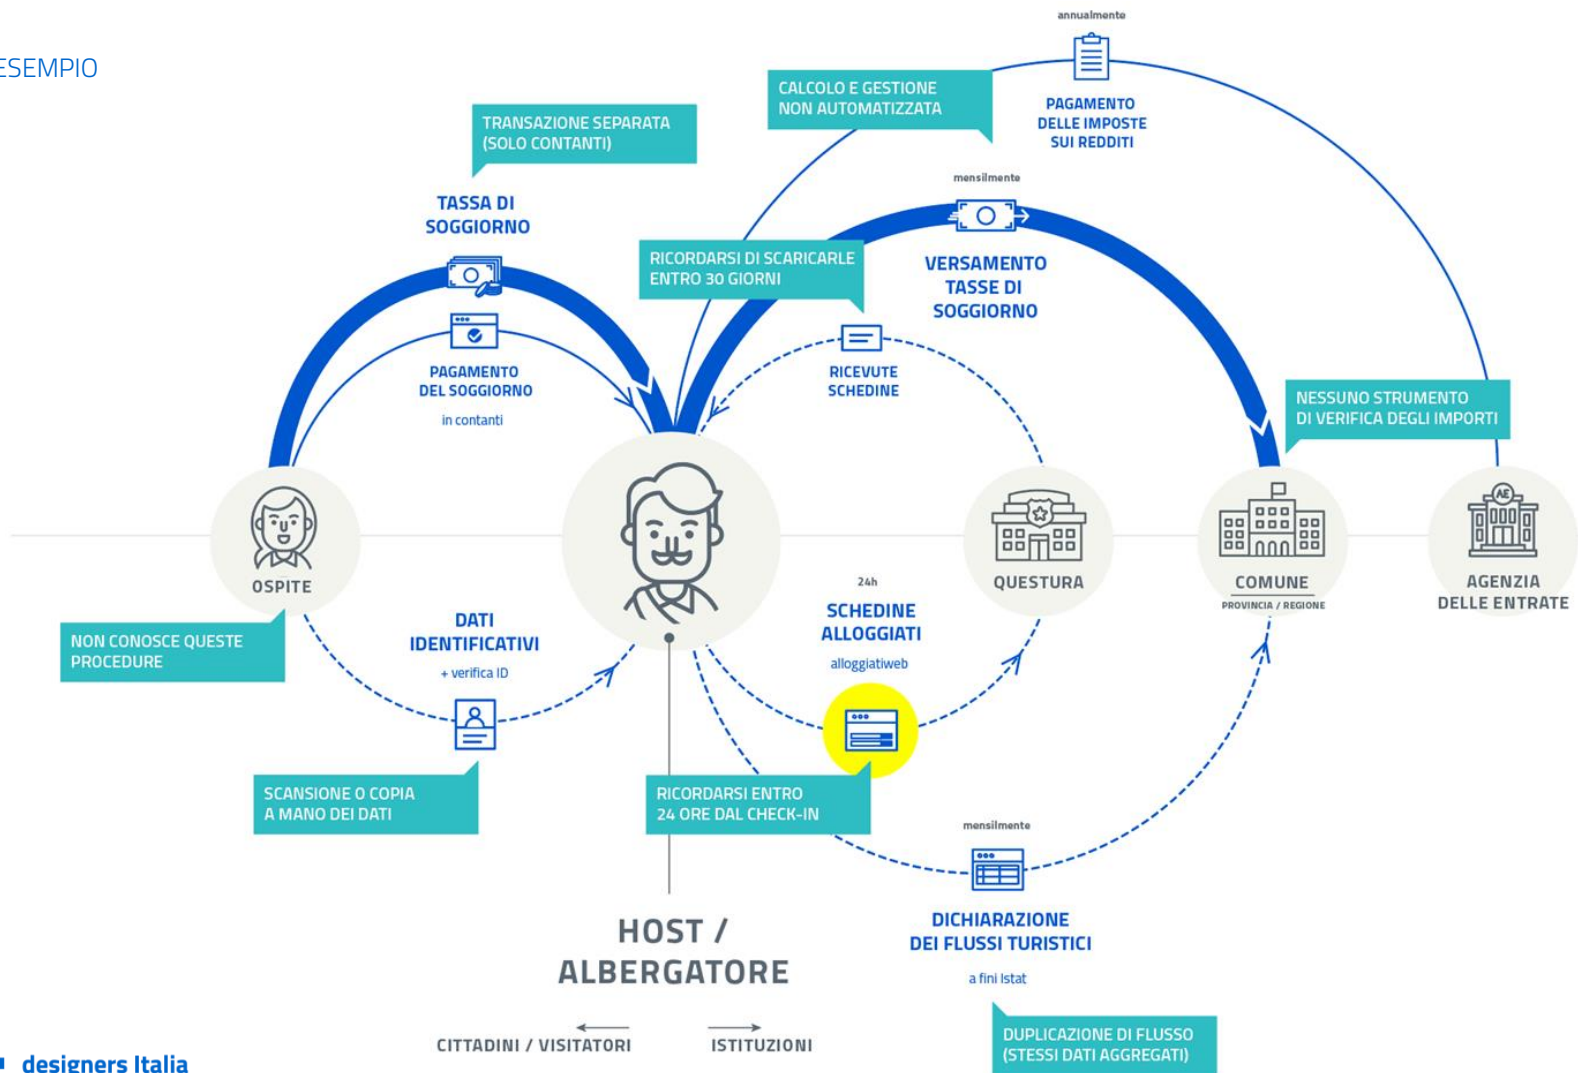 ESEMPIO
annualmente
PAGAMENTO
DELLE IMPOSTE
SUI REDDITI
CALCOLO E GESTIONE
NON AUTOMATIZZATA
TRANSAZIONE SEPARATA
(SOLO CONTANTI)
mensilmente
TASSA DI
SOGGIORNO
RICORDARSI DI SCARICARLE
ENTRO 30 GIORNI
VERSAMENTO
TASSE DI
SOGGIORNO
PAGAMENTO
DEL SOGGIORNO
in contanti
RICEVUTE
SCHEDINE
NESSUNO STRUMENTO
DI VERIFICA DEGLI IMPORTI
AE
OSPITE
QUESTURA
COMUNE
PROVINCIA / REGIONE
AGENZIA
DELLE ENTRATE
NON CONOSCE QUESTE
PROCEDURE
DATI
IDENTIFICATIVI
+ verifica ID
24h
SCHEDINE
ALLOGGIATI
alloggiatiweb
SCANSIONE O COPIA
A MANO DEI DATI
RICORDARSI ENTRO
24 ORE DAL CHECK-IN
mensilmente
DICHIARAZIONE
DEI FLUSSI TURISTICI
a fini Istat
HOST /
ALBERGATORE
CITTADINI / VISITATORI
ISTITUZIONI
DUPLICAZIONE DI FLUSSO
(STESSI DATI AGGREGATI)
designers Italia